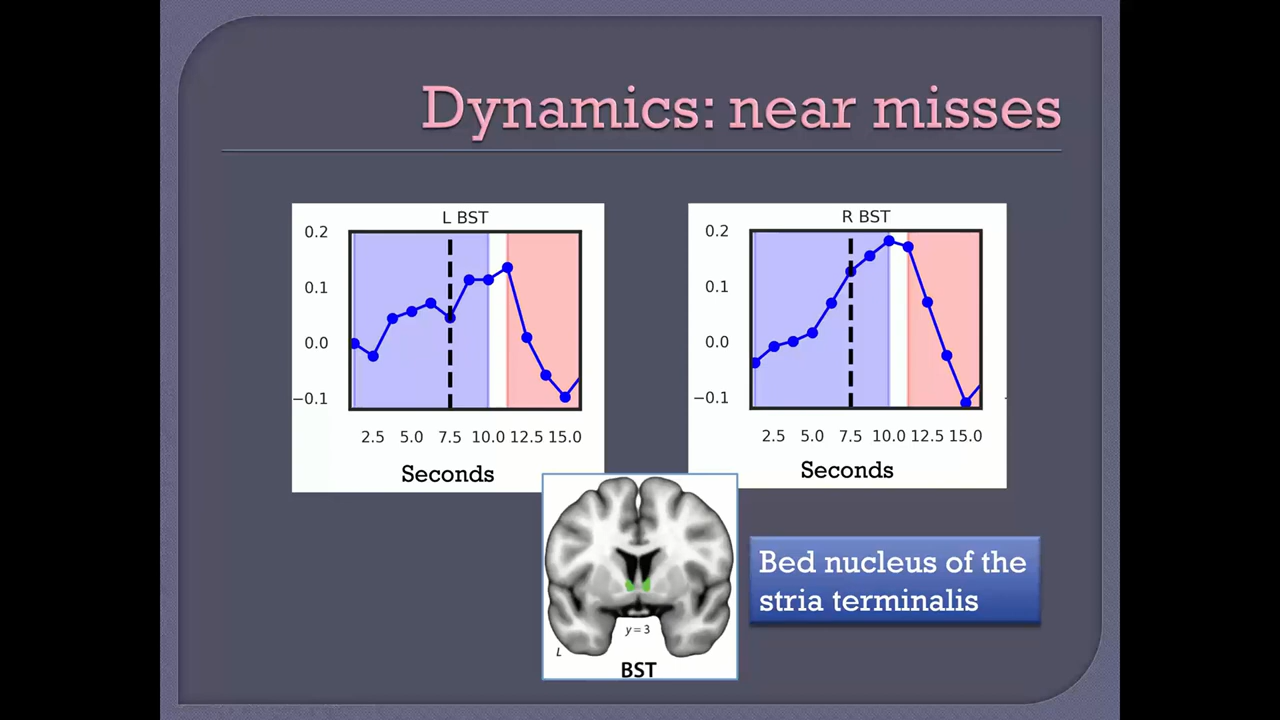 Dynamics: near misses
L BST
0.2
0.1
0.0
−0.1
2.5 5.0 7.5 10.0 12.5 15.0
Seconds
R BST
0.2
0.1
0.0
−0.1
2.5 5.0 7.5 10.0 12.5 15.0
Seconds
y = 3
L
BST
Bed nucleus of the
stria terminalis